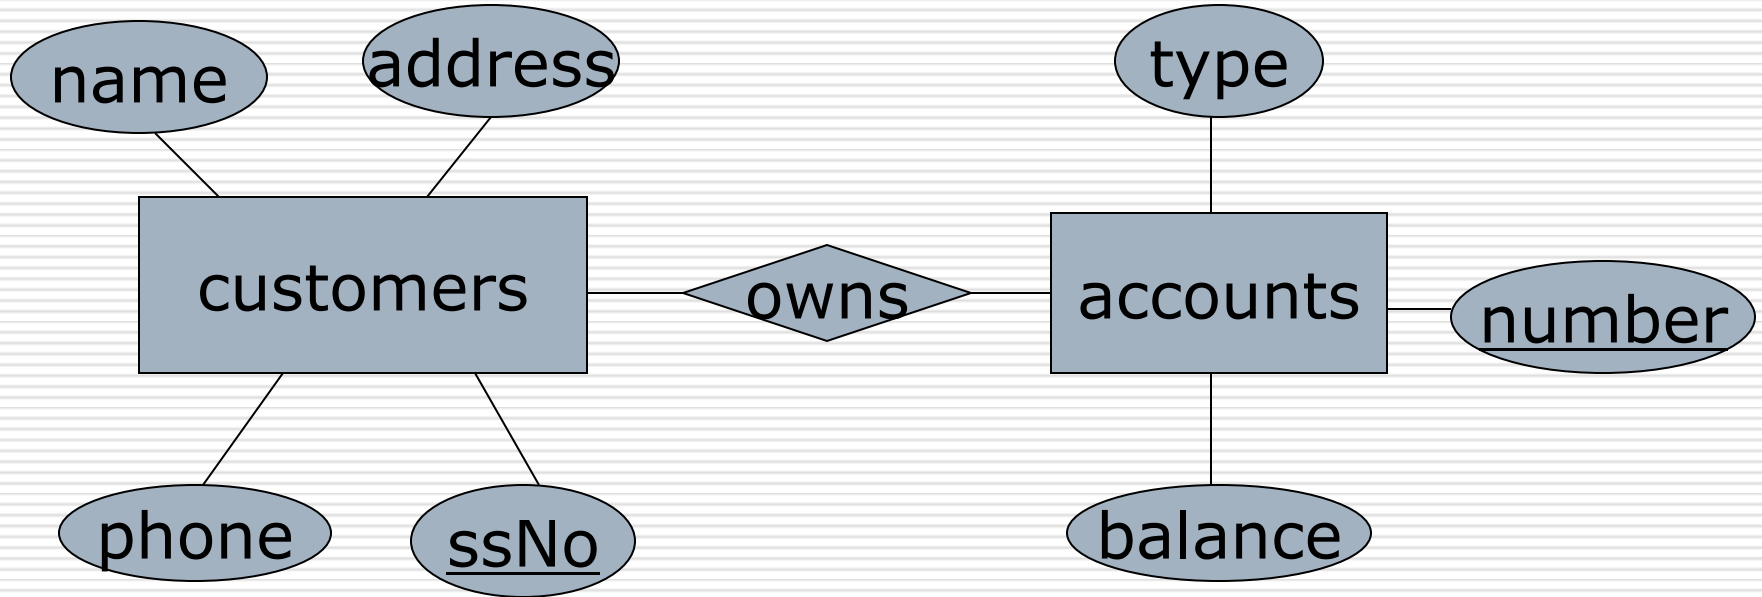 name
address
type
customers
owns
accounts
number
phone
ssNo
balance